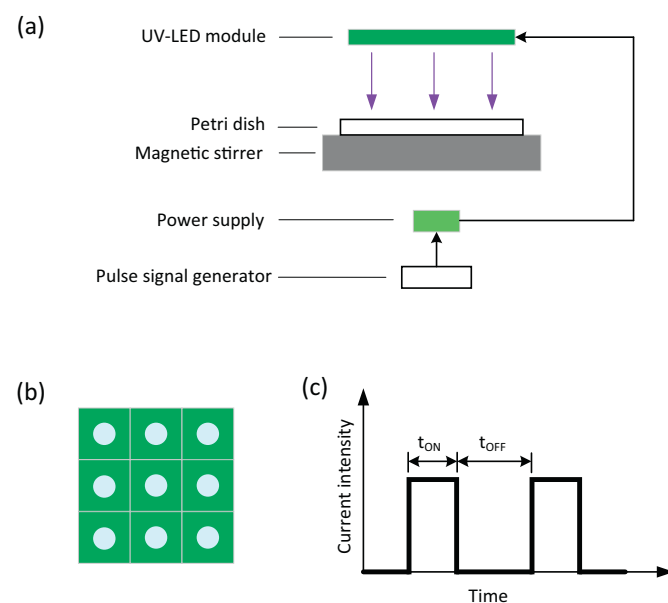 (a)
UV-LED module
Petri dish
Magnetic stirrer
Power supply
Pulse signal generator
(b)
(c)
Current intensity
tON
tOFF
Time